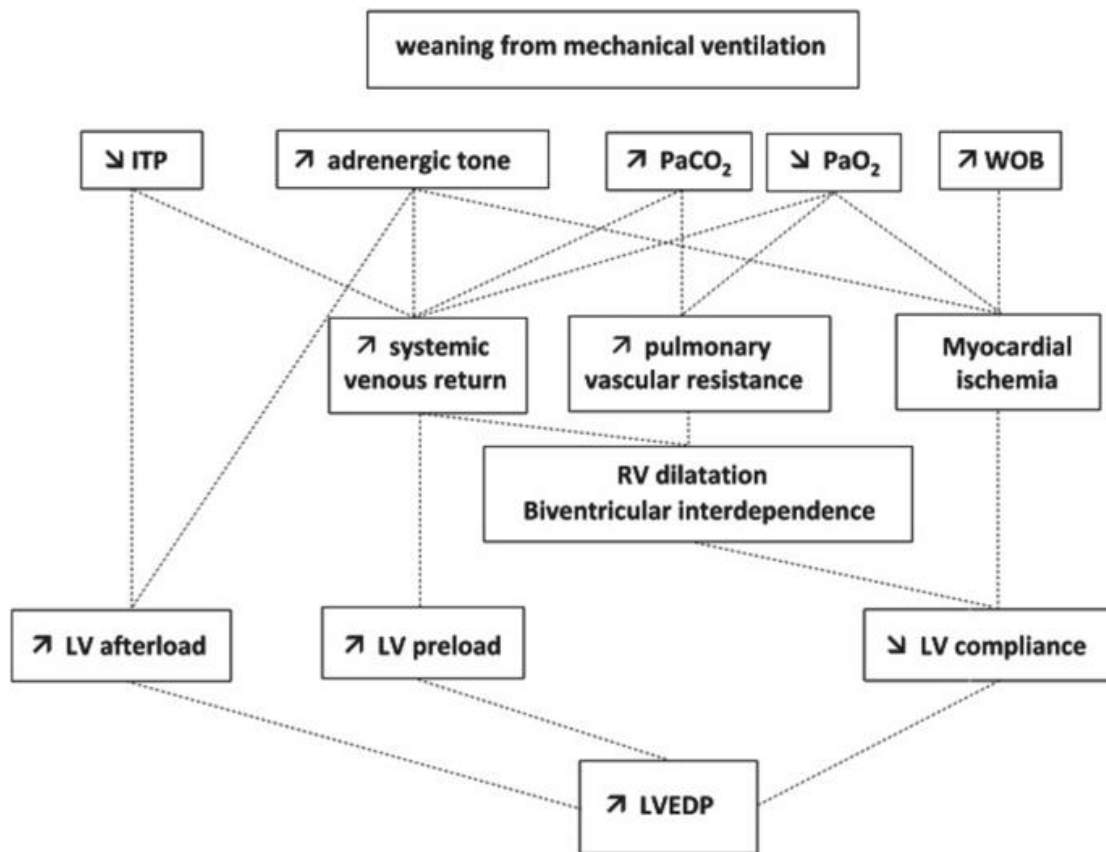 weaning from mechanical ventilation
↘ ITP
↗ adrenergic tone
↗ PaCO₂
↘ PaO₂
↗ WOB
↗ systemic
venous return
↗ pulmonary
vascular resistance
Myocardial
ischemia
RV dilatation
Biventricular interdependence
↗ LV afterload
↗ LV preload
↘ LV compliance
↗ LVEDP